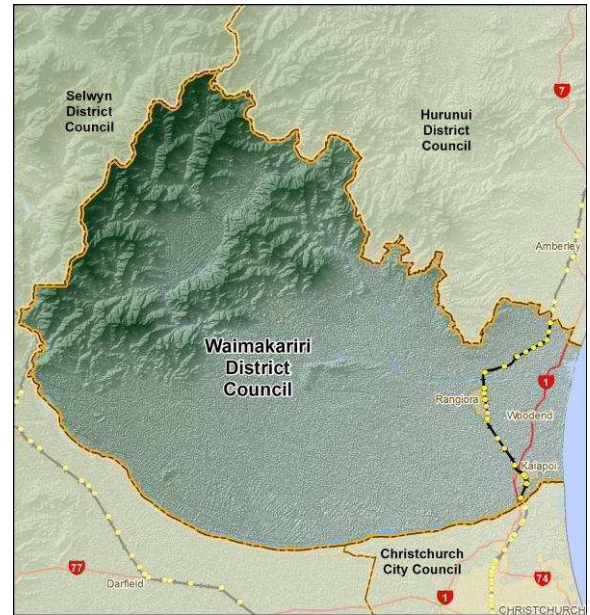 Selwyn
District
Council
Hurunui
District
Council
7
Amberley
Waimakariri
District
Council
1
Rangiora
Woodend
Kaiapoi
Christchurch
City Council
77
Darfield
1
74
CHRISTCHURCH